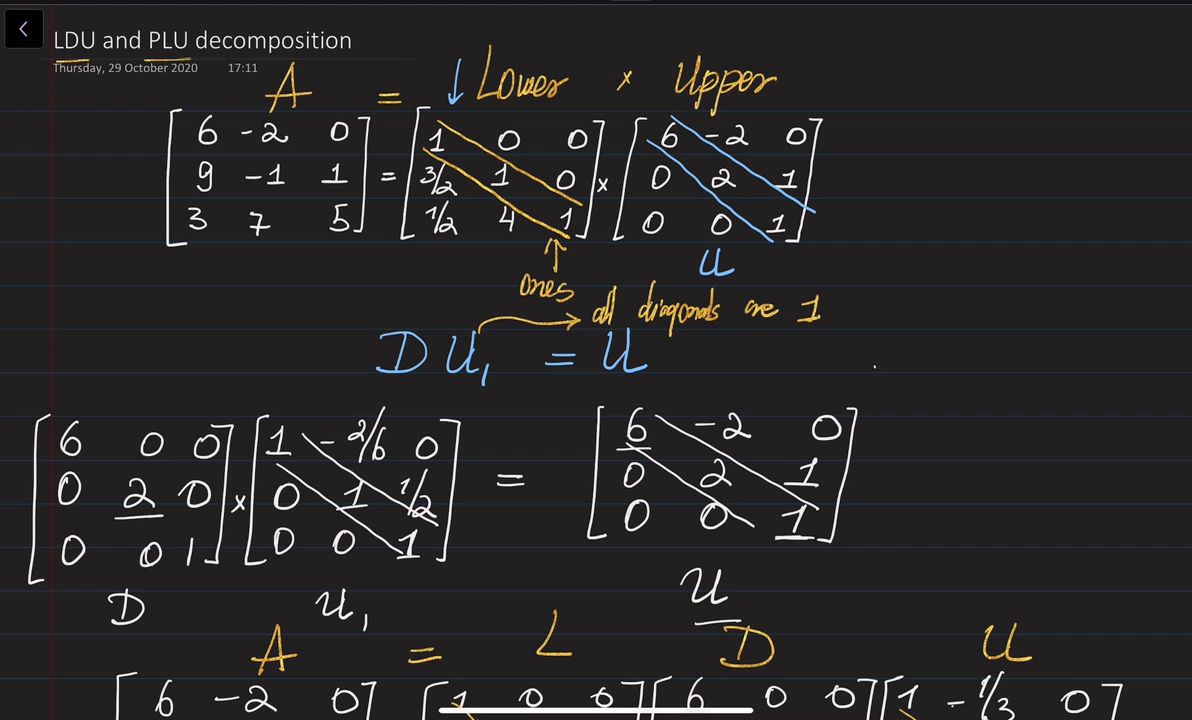 LDU and PLU decomposition
Thursday, 29 October 2020 17:11
A = ↓ Lower × Upper
[6 -2 0] = [1 0 0] × [6 -2 0]
[9 -1 1] [3/2 1 0] [0 2 1]
[3 7 5] [1/2 4 1] [0 0 1]
↑ U
ones → all diagonals are 1
D U₁ = U
[6 0 0] × [1 -2/6 0] = [6 -2 0]
[0 2 0] [0 1 1/2] [0 2 1]
[0 0 1] [0 0 1] [0 0 1]
D U₁ U
A = L D U
[6 -2 0] [1 0 0] [6 0 0] [1 -1/3 0]